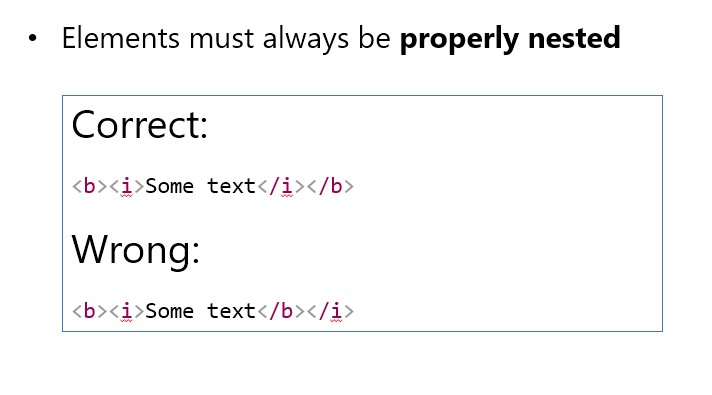 • Elements must always be properly nested
Correct:
<b><i>Some text</i></b>
Wrong:
<b><i>Some text</b></i>